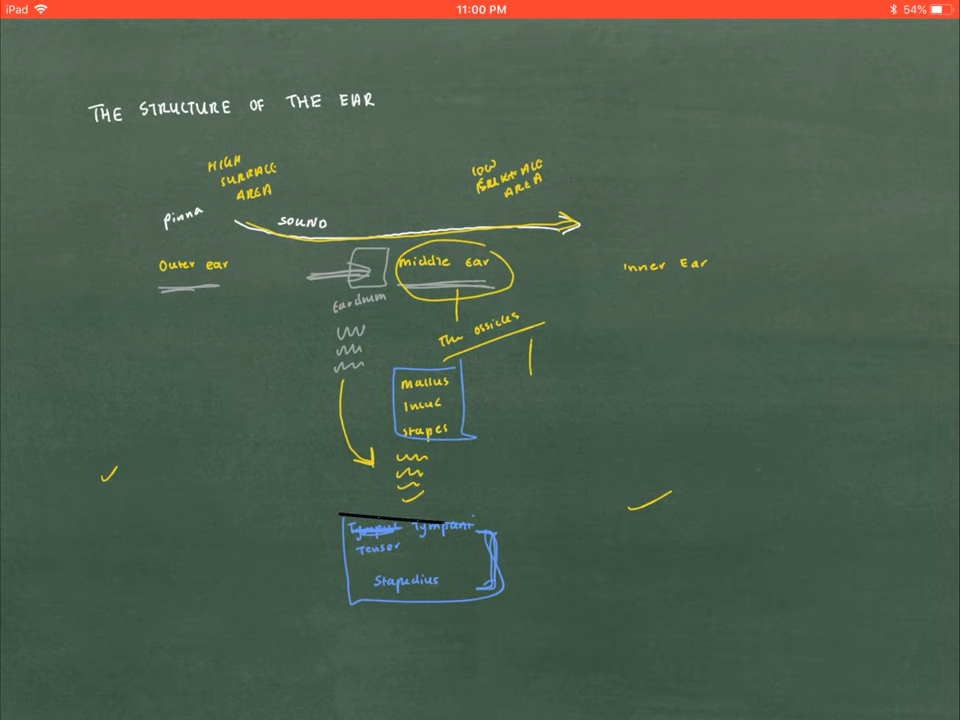 iPad
11:00 PM
54%
THE STRUCTURE OF THE EAR
HIGH
SURFACE
AREA
LOW
AREA
Pinna
SOUND
Outer ear
middle Ear
Inner Ear
Eardrum
The ossicles
mallus
Incuc
stapes
Tympani
Tensor
Stapedius